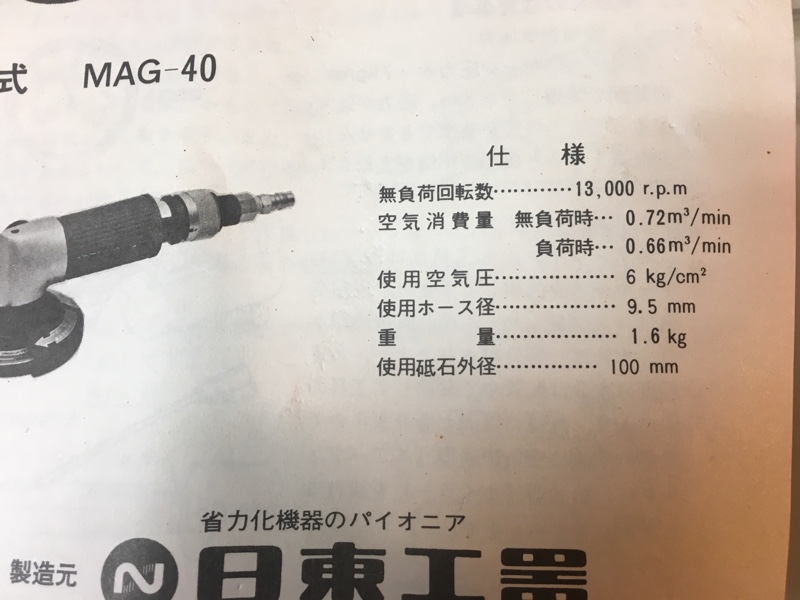 式 MAG-40
仕様
無負荷回転数…………13,000 r.p.m
空気消費量 無負荷時… 0.72m³/min
負荷時… 0.66m³/min
使用空気圧……………… 6 kg/cm²
使用ホース径……………… 9.5 mm
重量……………… 1.6 kg
使用砥石外径…………… 100 mm
省力化機器のパイオニア
製造元 日東工器